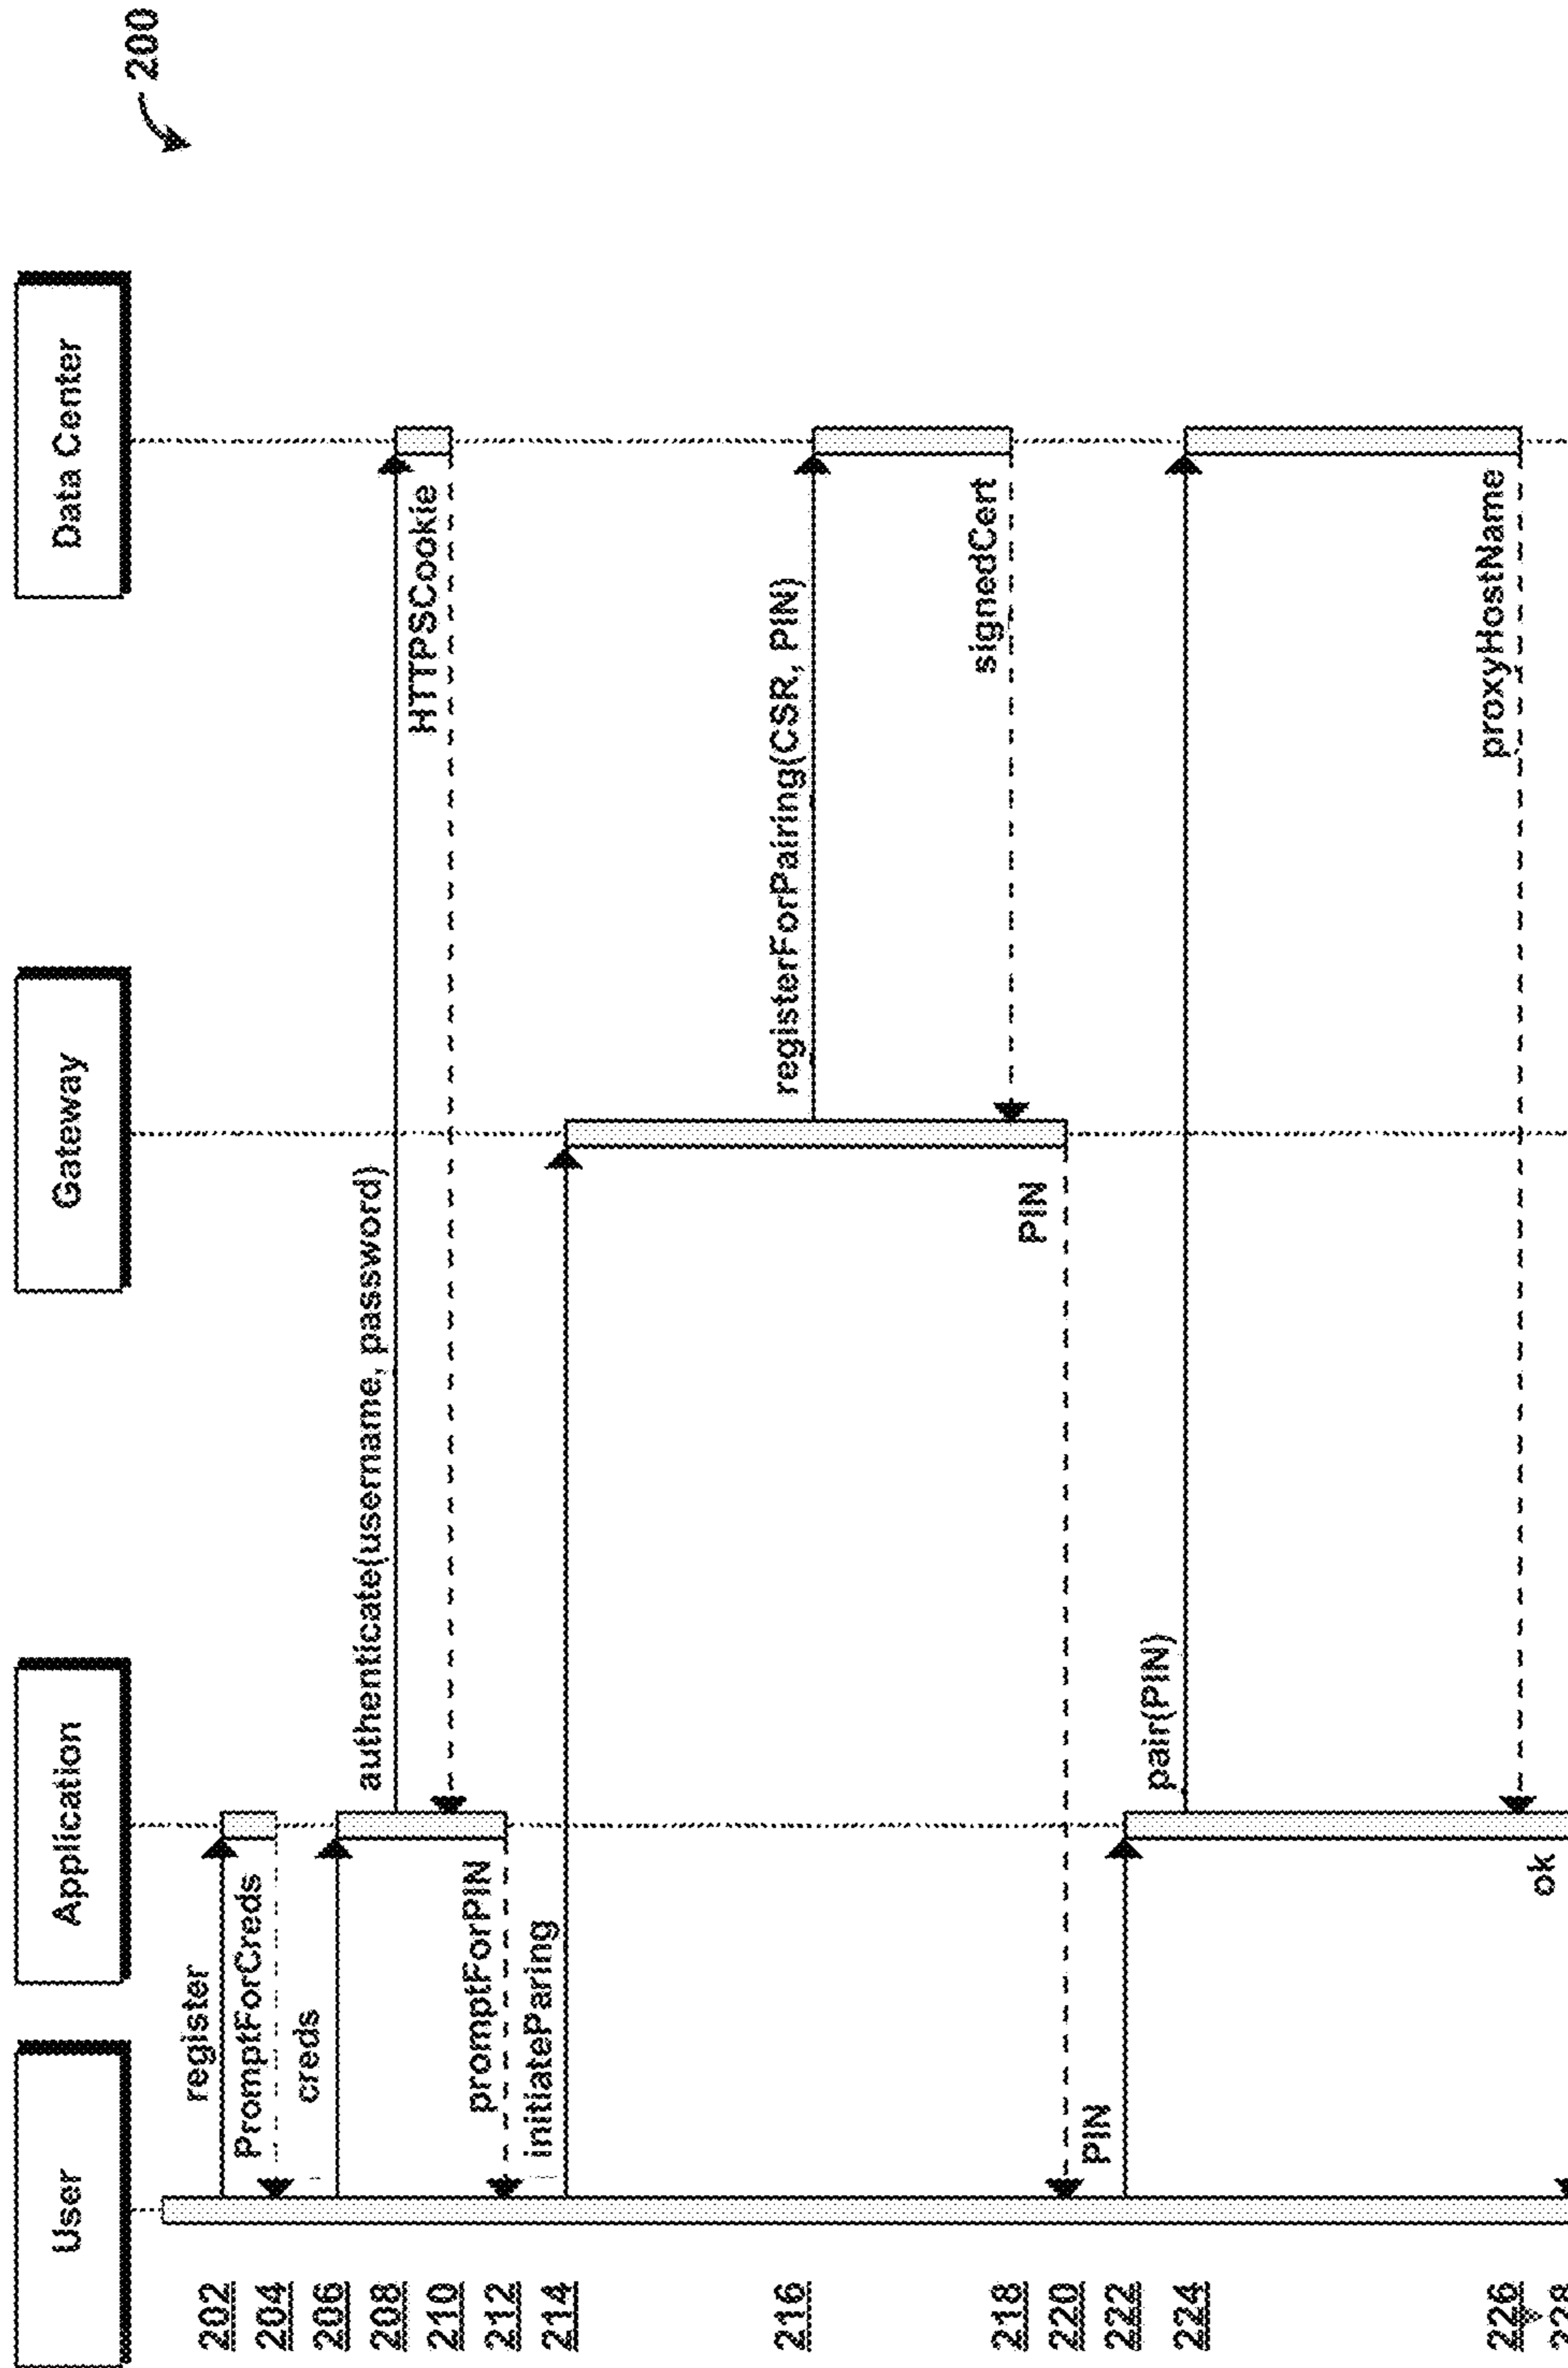 200
User
Application
Gateway
Data Center
202
register
204
PromptForCreds
206
creds
208
authenticate(username, password)
210
HTTPSCookie
212
promptForPIN
214
initiateParing
216
registerForPairing(CSR, PIN)
218
signedCert
220
PIN
222
PIN
224
pair(PIN)
226
proxyHostName
228
ok